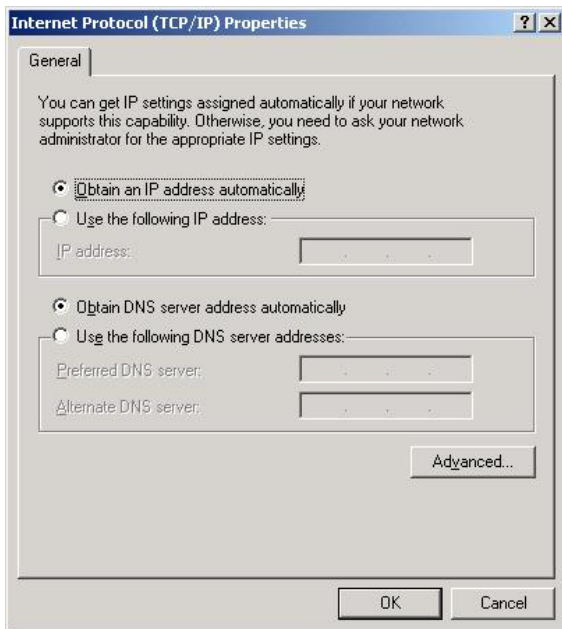 Internet Protocol (TCP/IP) Properties
General
You can get IP settings assigned automatically if your network
supports this capability. Otherwise, you need to ask your network
administrator for the appropriate IP settings.
Obtain an IP address automatically
Use the following IP address:
IP address:
Obtain DNS server address automatically
Use the following DNS server addresses:
Preferred DNS server:
Alternate DNS server:
Advanced...
OK Cancel